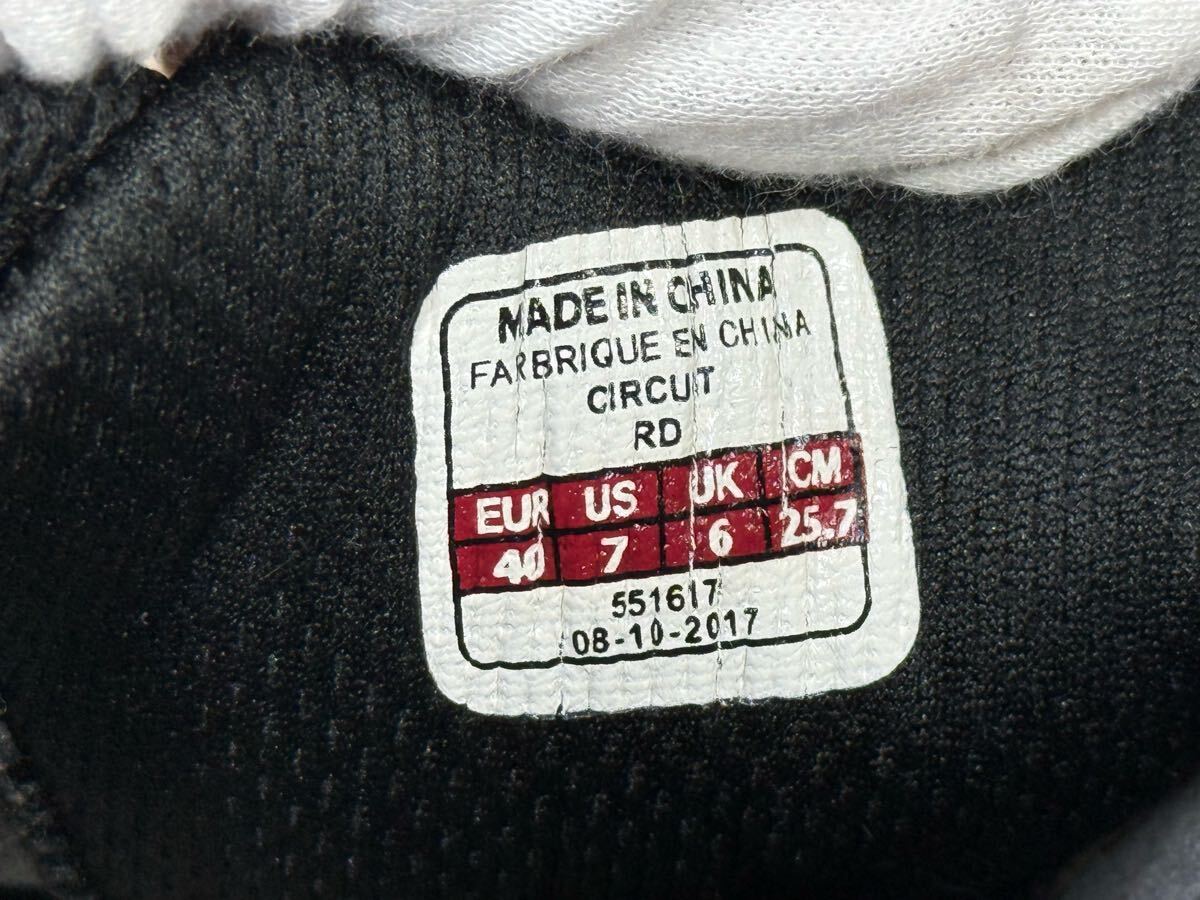 MADE IN CHINA
FARBRIQUE EN CHINA
CIRCUIT
RD
EUR US UK CM
40 7 6 25.7
551617
08-10-2017